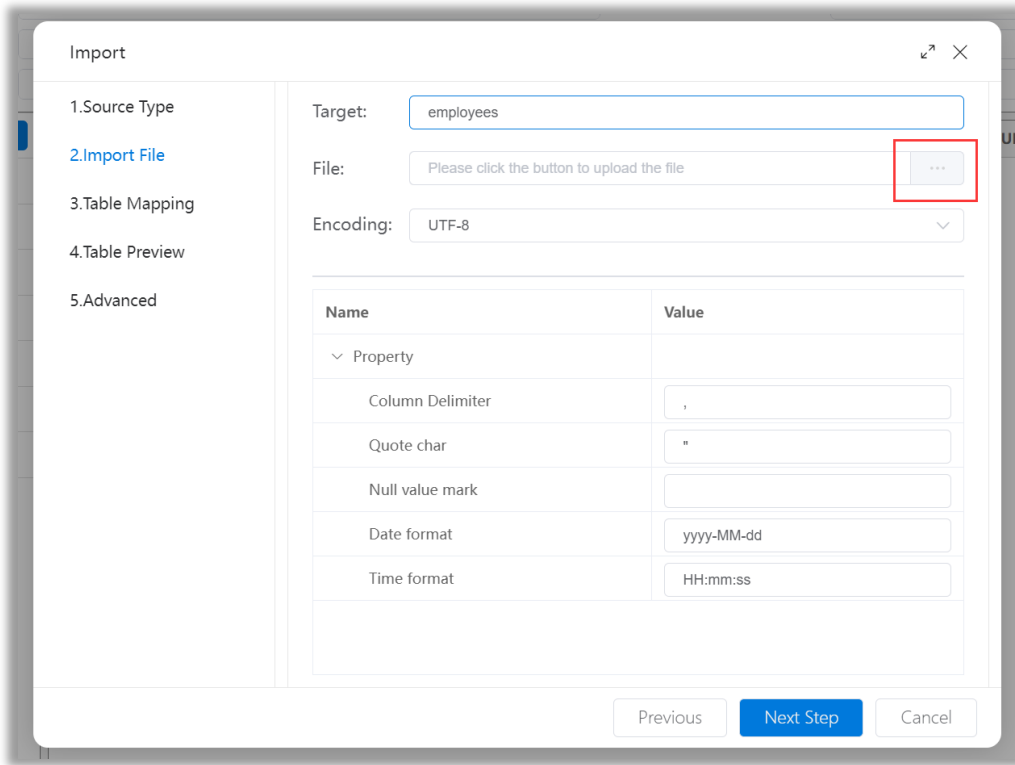 Import
1.Source Type
2.Import File
3.Table Mapping
4.Table Preview
5.Advanced
Target: employees
File: Please click the button to upload the file ...
Encoding: UTF-8
Name Value
Property
Column Delimiter ,
Quote char "
Null value mark
Date format yyyy-MM-dd
Time format HH:mm:ss
Previous Next Step Cancel